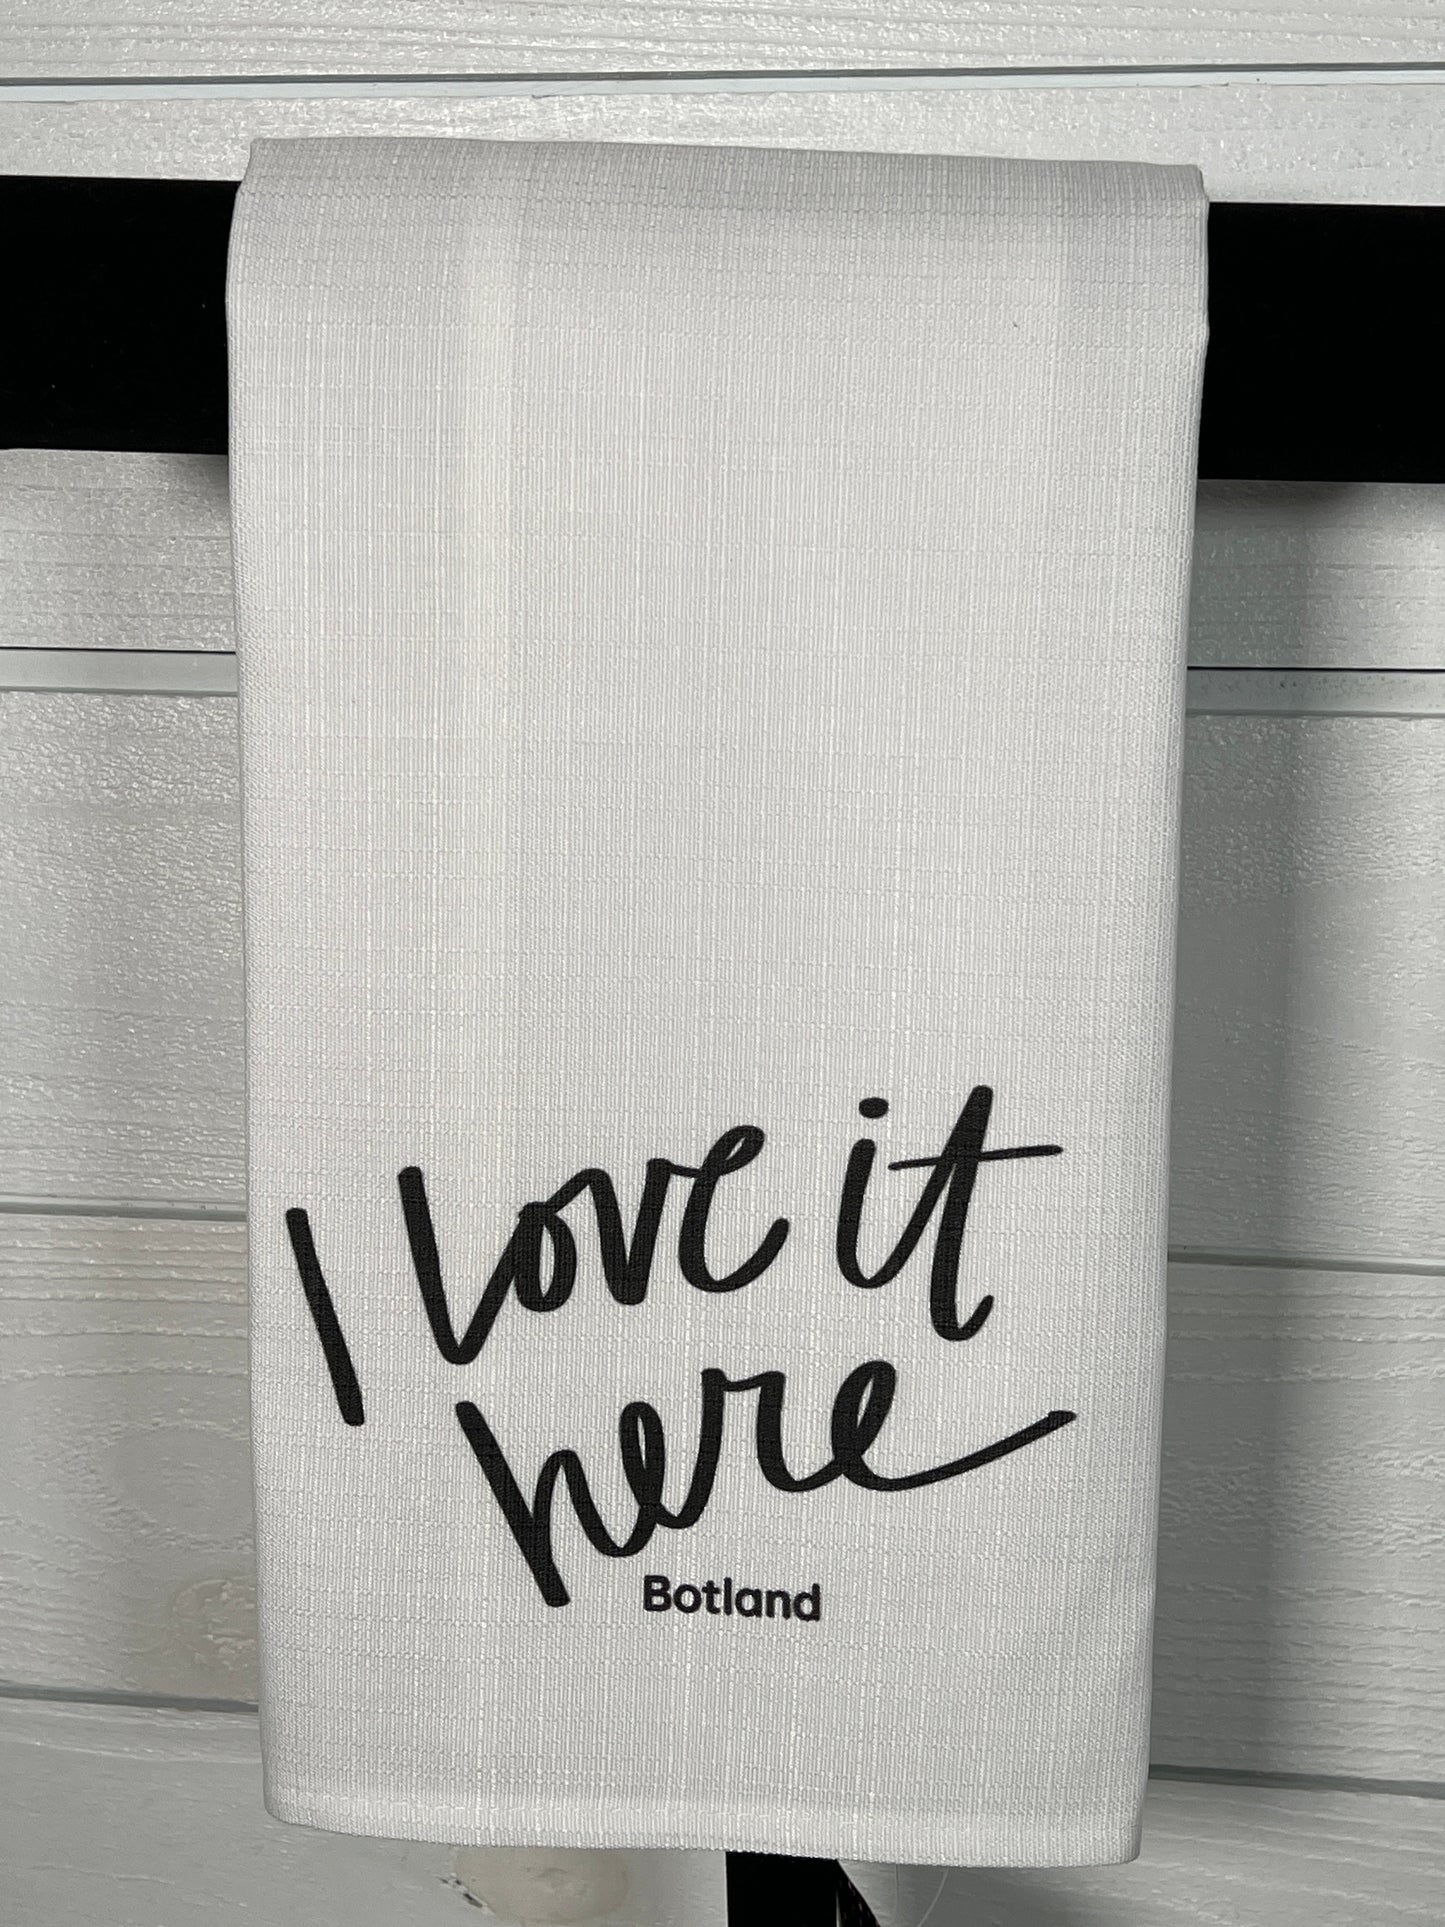 I love it
here
Botland